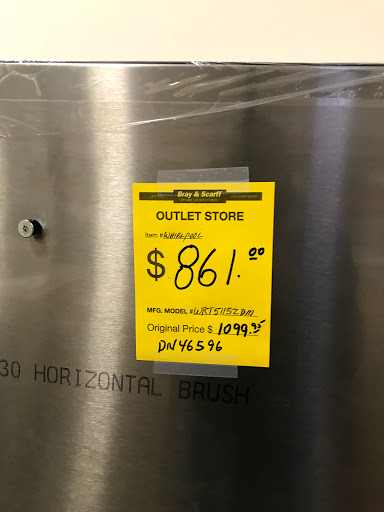 Bray & Scarff
OUTLET STORE
Item # WHIRLPOOL
$ 861.00
MFG. MODEL # WRT511SZDM
Original Price $ 1099.95
DN46596
30 HORIZONTAL BRUSH